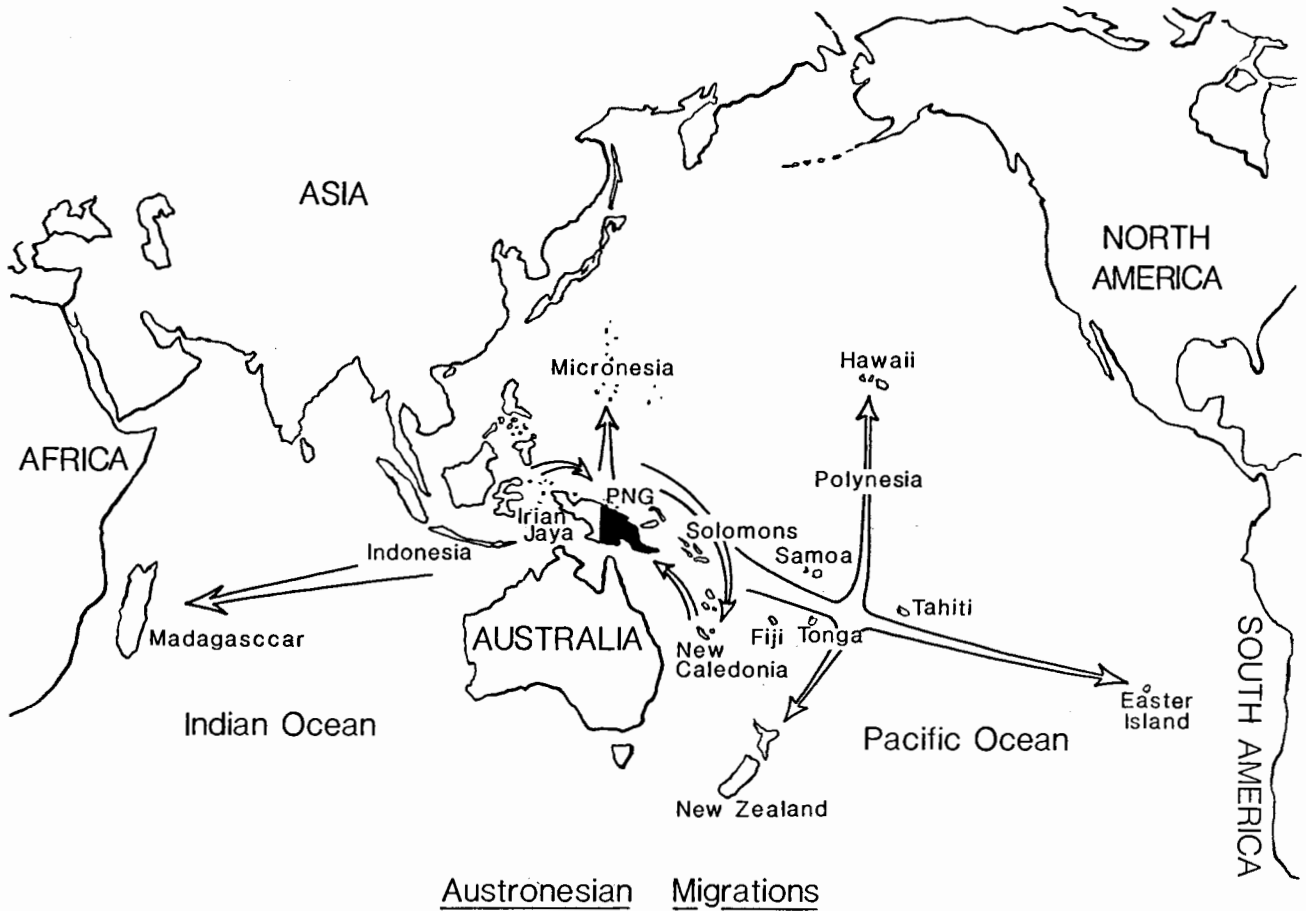 ASIA
NORTH
AMERICA
Micronesia
Hawaii
AFRICA
Polynesia
PNG
Irian
Jaya
Solomons
Indonesia
Samoa
Tahiti
Madagasccar
AUSTRALIA
Fiji
Tonga
New
Caledonia
SOUTH AMERICA
Easter
Island
Indian Ocean
Pacific Ocean
New Zealand
Austronesian Migrations